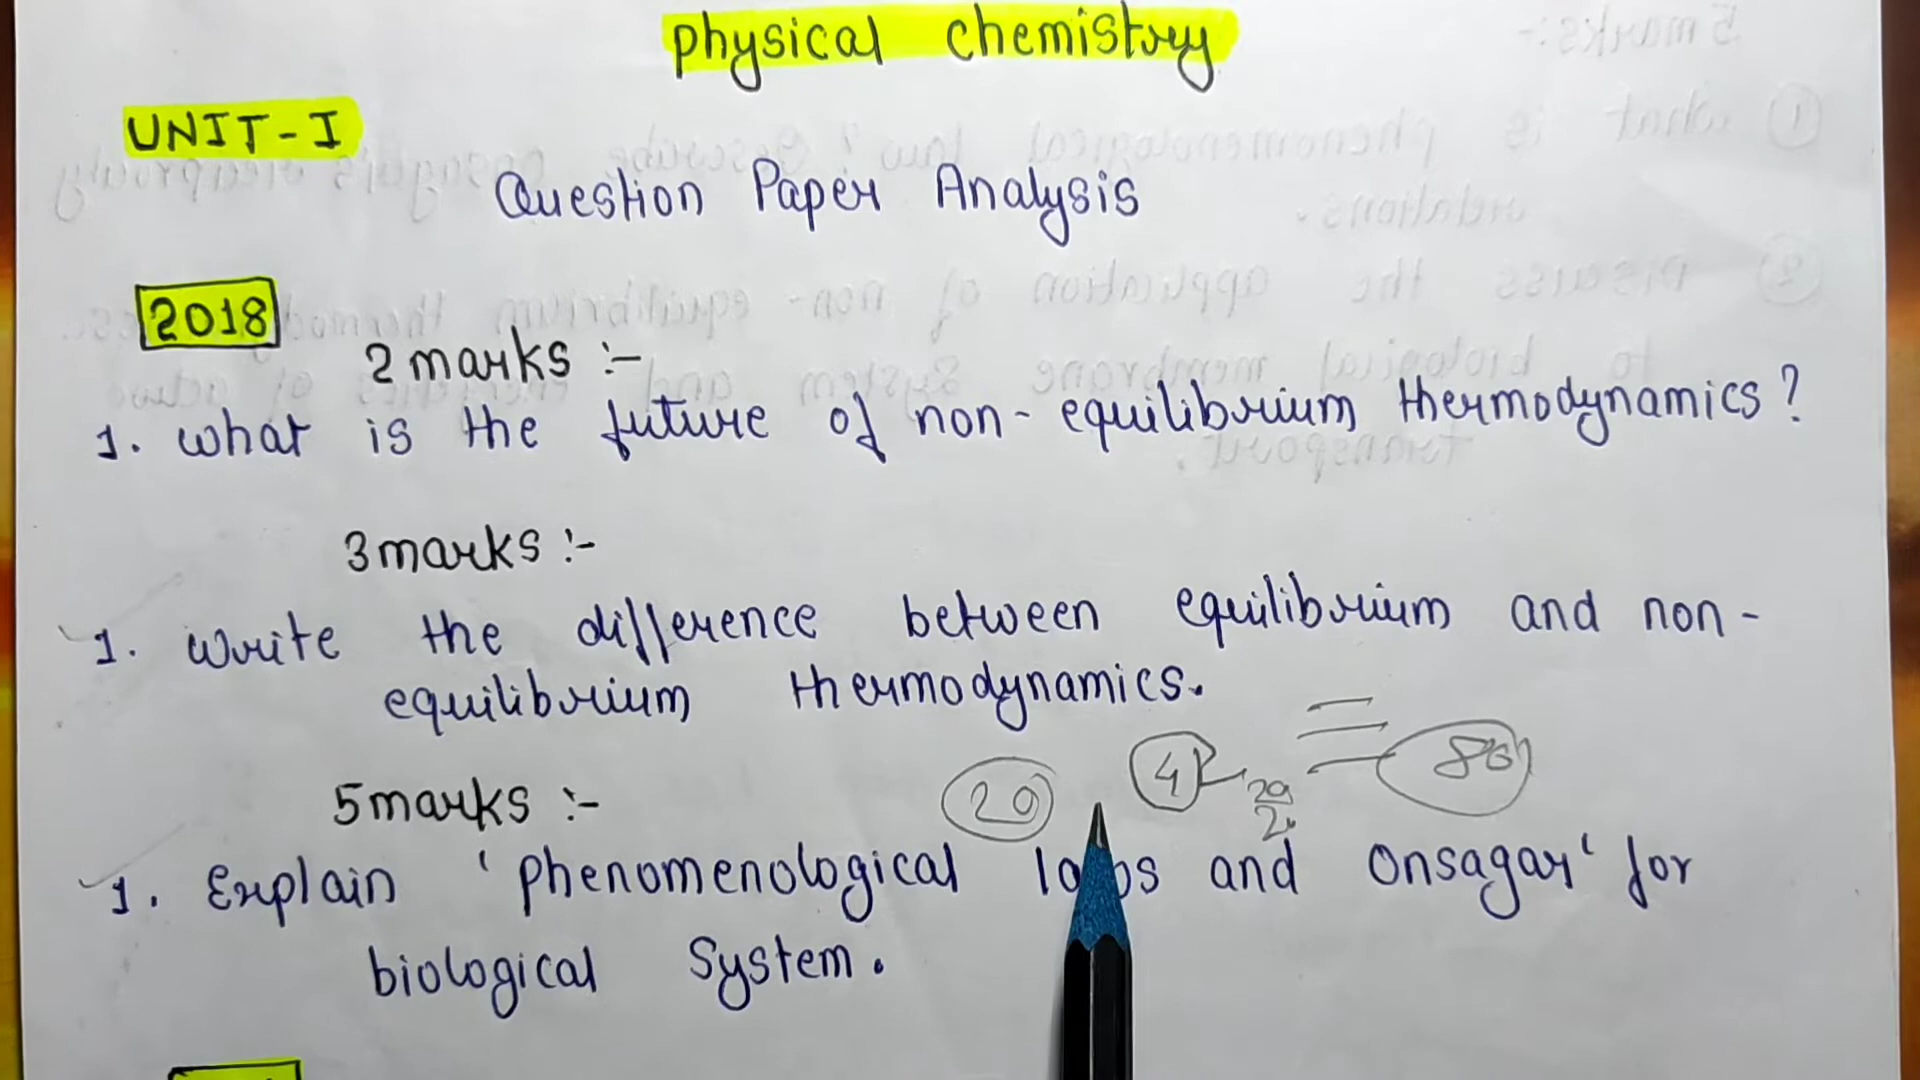 physical chemistry
UNIT-I
Question Paper Analysis
2018
2 marks :-
1. what is the future of non-equilibrium thermodynamics?
3 marks :-
1. Write the difference between equilibrium and non-
equilibrium thermodynamics.
20 4 80
5 marks :-
1. Explain ' phenomenological and Onsagar' for
biological System.